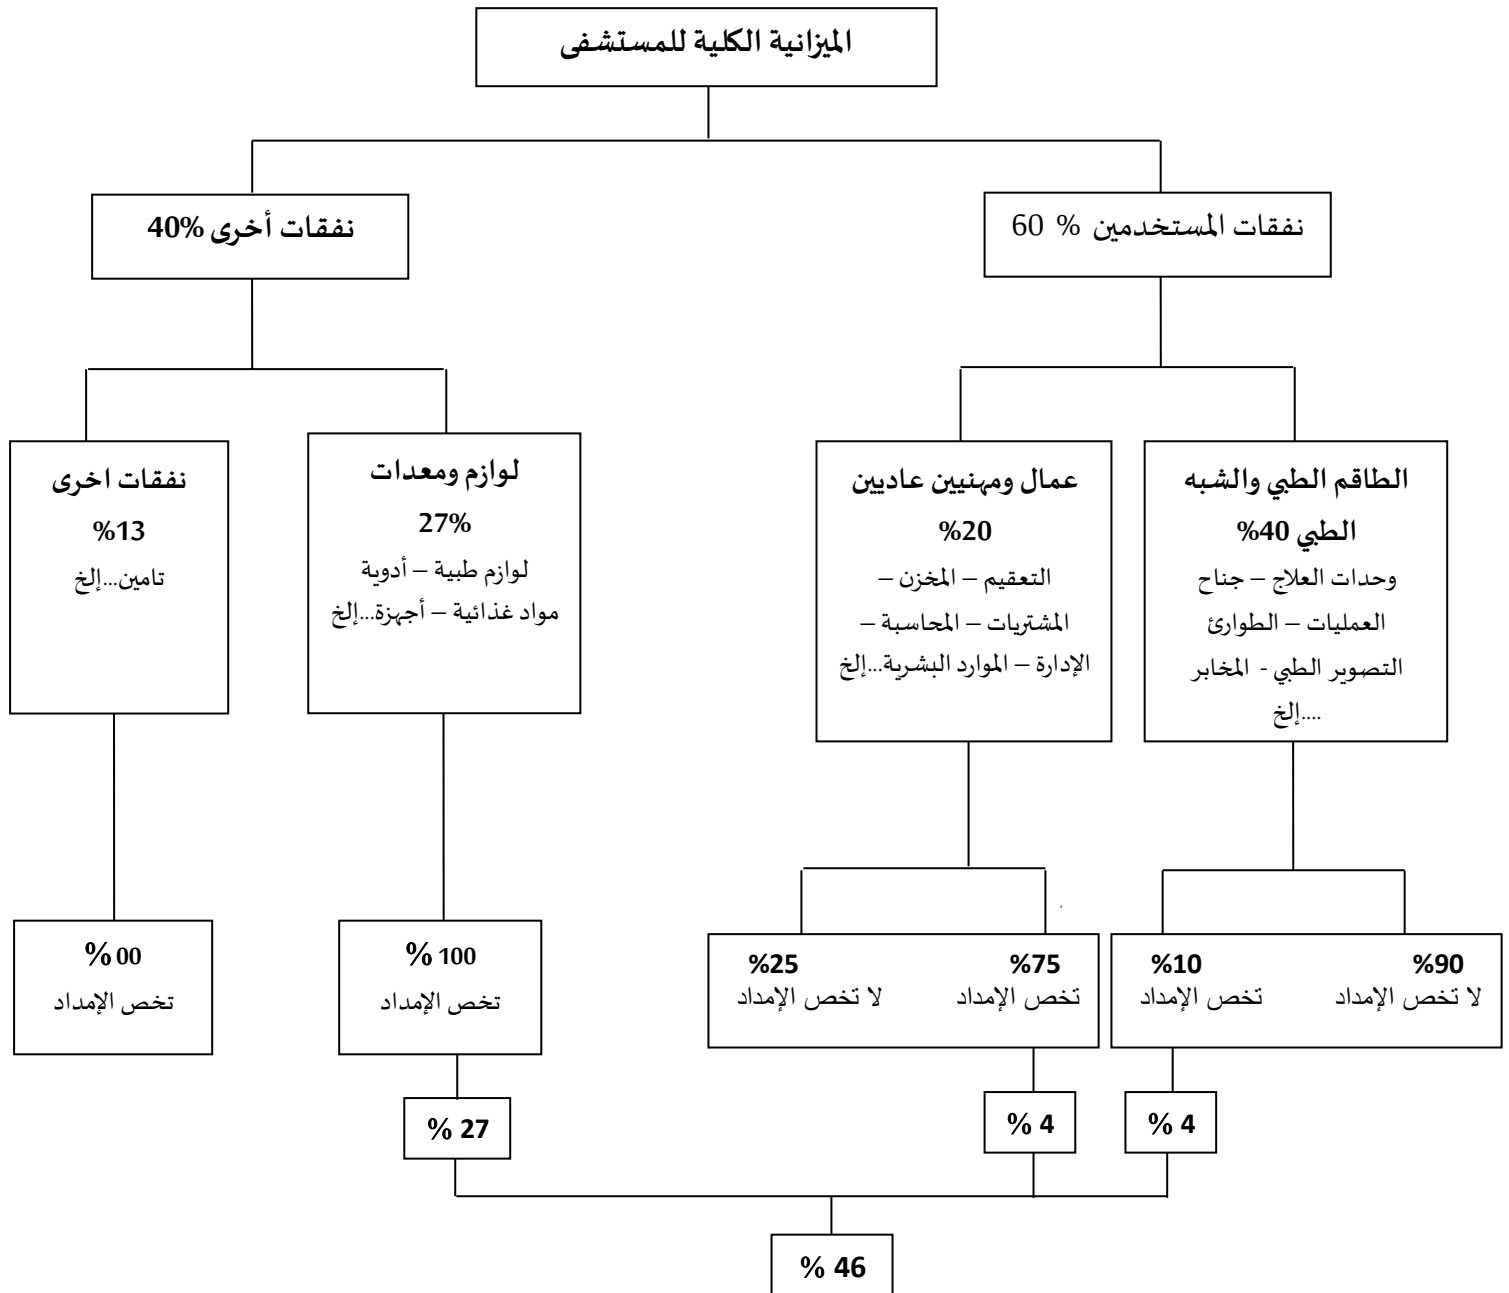 الميزانية الكلية للمستشفى
نفقات المستخدمين % 60
نفقات أخرى 40%
الطاقم الطبي والشبه
الطبي 40%
وحدات العلاج – جناح
العمليات – الطوارئ
التصوير الطبي - المخابر
....إلخ
عمال ومهنيين عاديين
%20
التعقيم – المخزن –
المشتريات – المحاسبة –
الإدارة – الموارد البشرية...إلخ
لوازم ومعدات
27%
لوازم طبية – أدوية
مواد غذائية – أجهزة...إلخ
نفقات اخرى
%13
تامين...إلخ
%90
لا تخص الإمداد
%10
تخص الإمداد
%75
تخص الإمداد
%25
لا تخص الإمداد
% 100
تخص الإمداد
% 00
تخص الإمداد
% 4
% 4
% 27
% 46